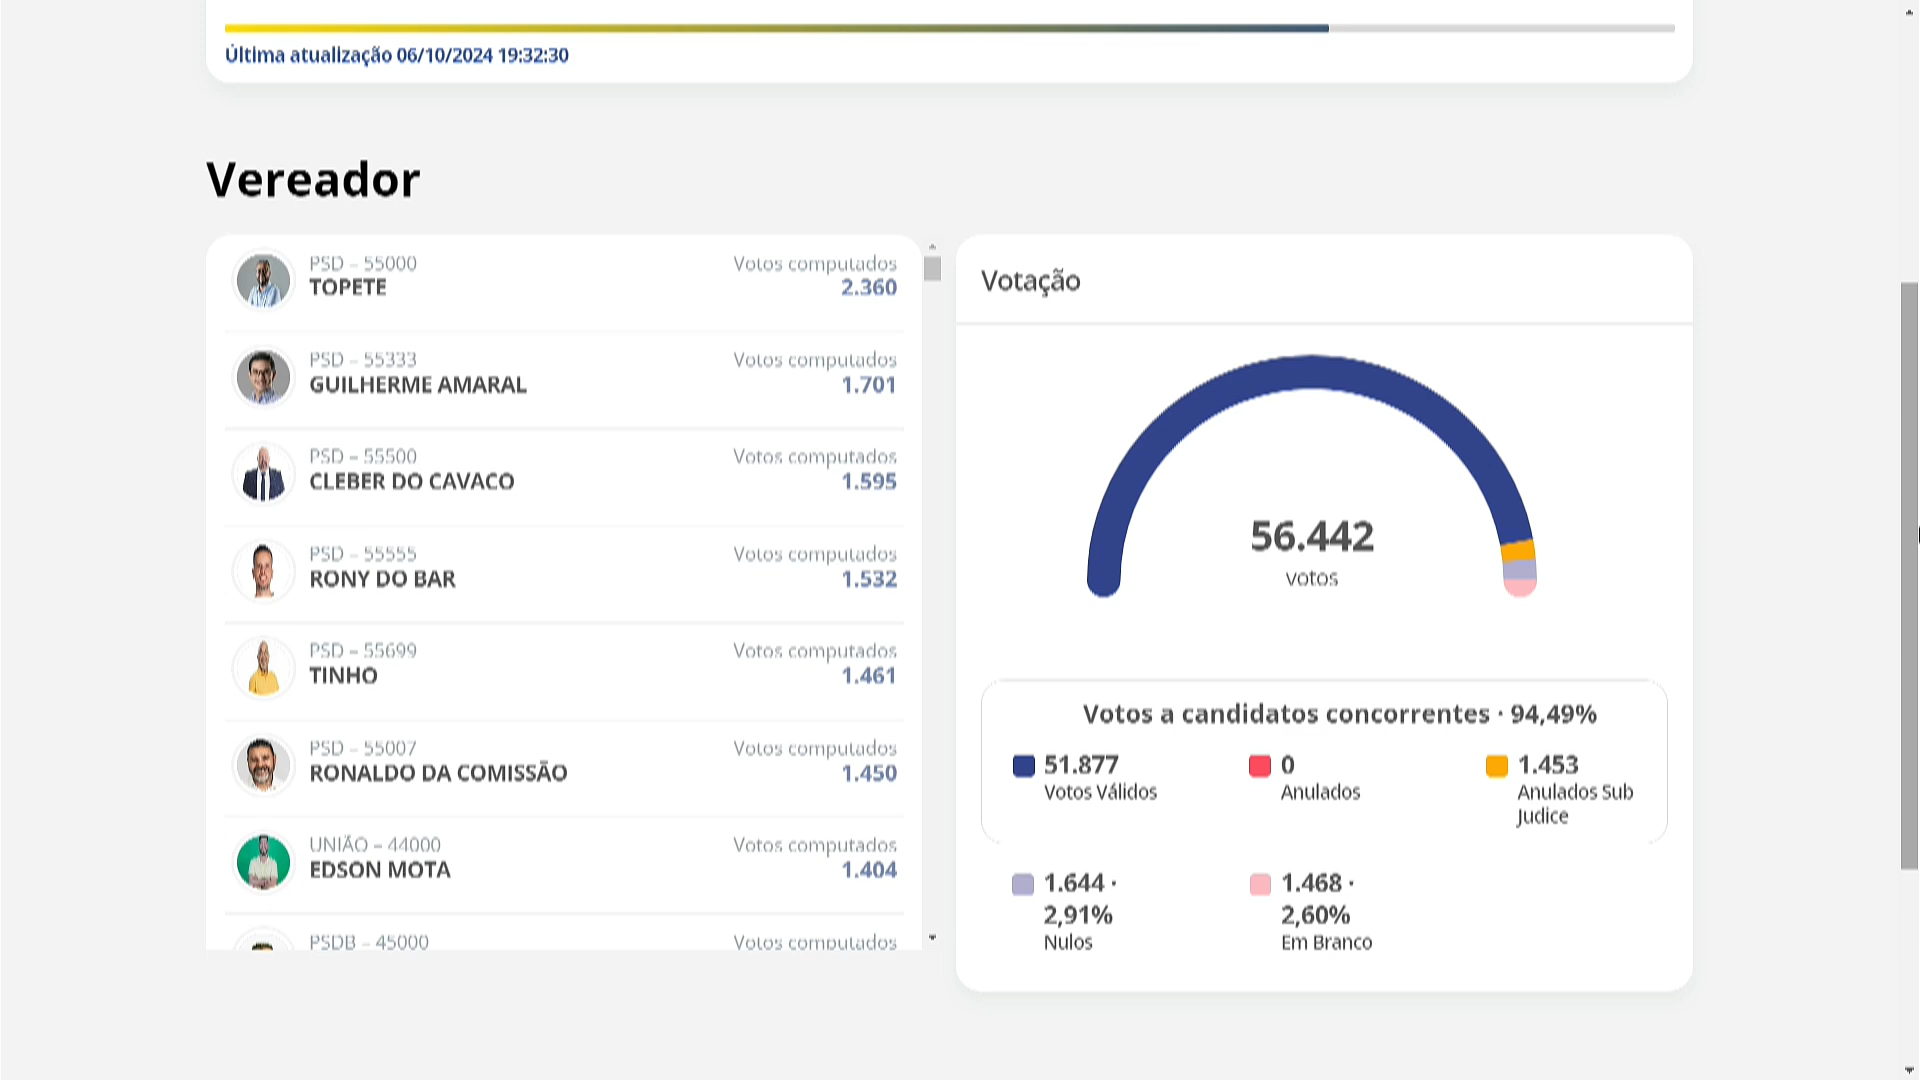 Última atualização 06/10/2024 19:32:30
Vereador
PSD – 55000
TOPETE
Votos computados
2.360
PSD – 55333
GUILHERME AMARAL
Votos computados
1.701
PSD – 55500
CLEBER DO CAVACO
Votos computados
1.595
PSD – 55555
RONY DO BAR
Votos computados
1.532
PSD – 55699
TINHO
Votos computados
1.461
PSD – 55007
RONALDO DA COMISSÃO
Votos computados
1.450
UNIÃO – 44000
EDSON MOTA
Votos computados
1.404
PSDB – 45000
Votos computados
Votação
56.442
votos
Votos a candidatos concorrentes · 94,49%
51.877
Votos Válidos
0
Anulados
1.453
Anulados Sub
Judice
1.644 ·
2,91%
Nulos
1.468 ·
2,60%
Em Branco